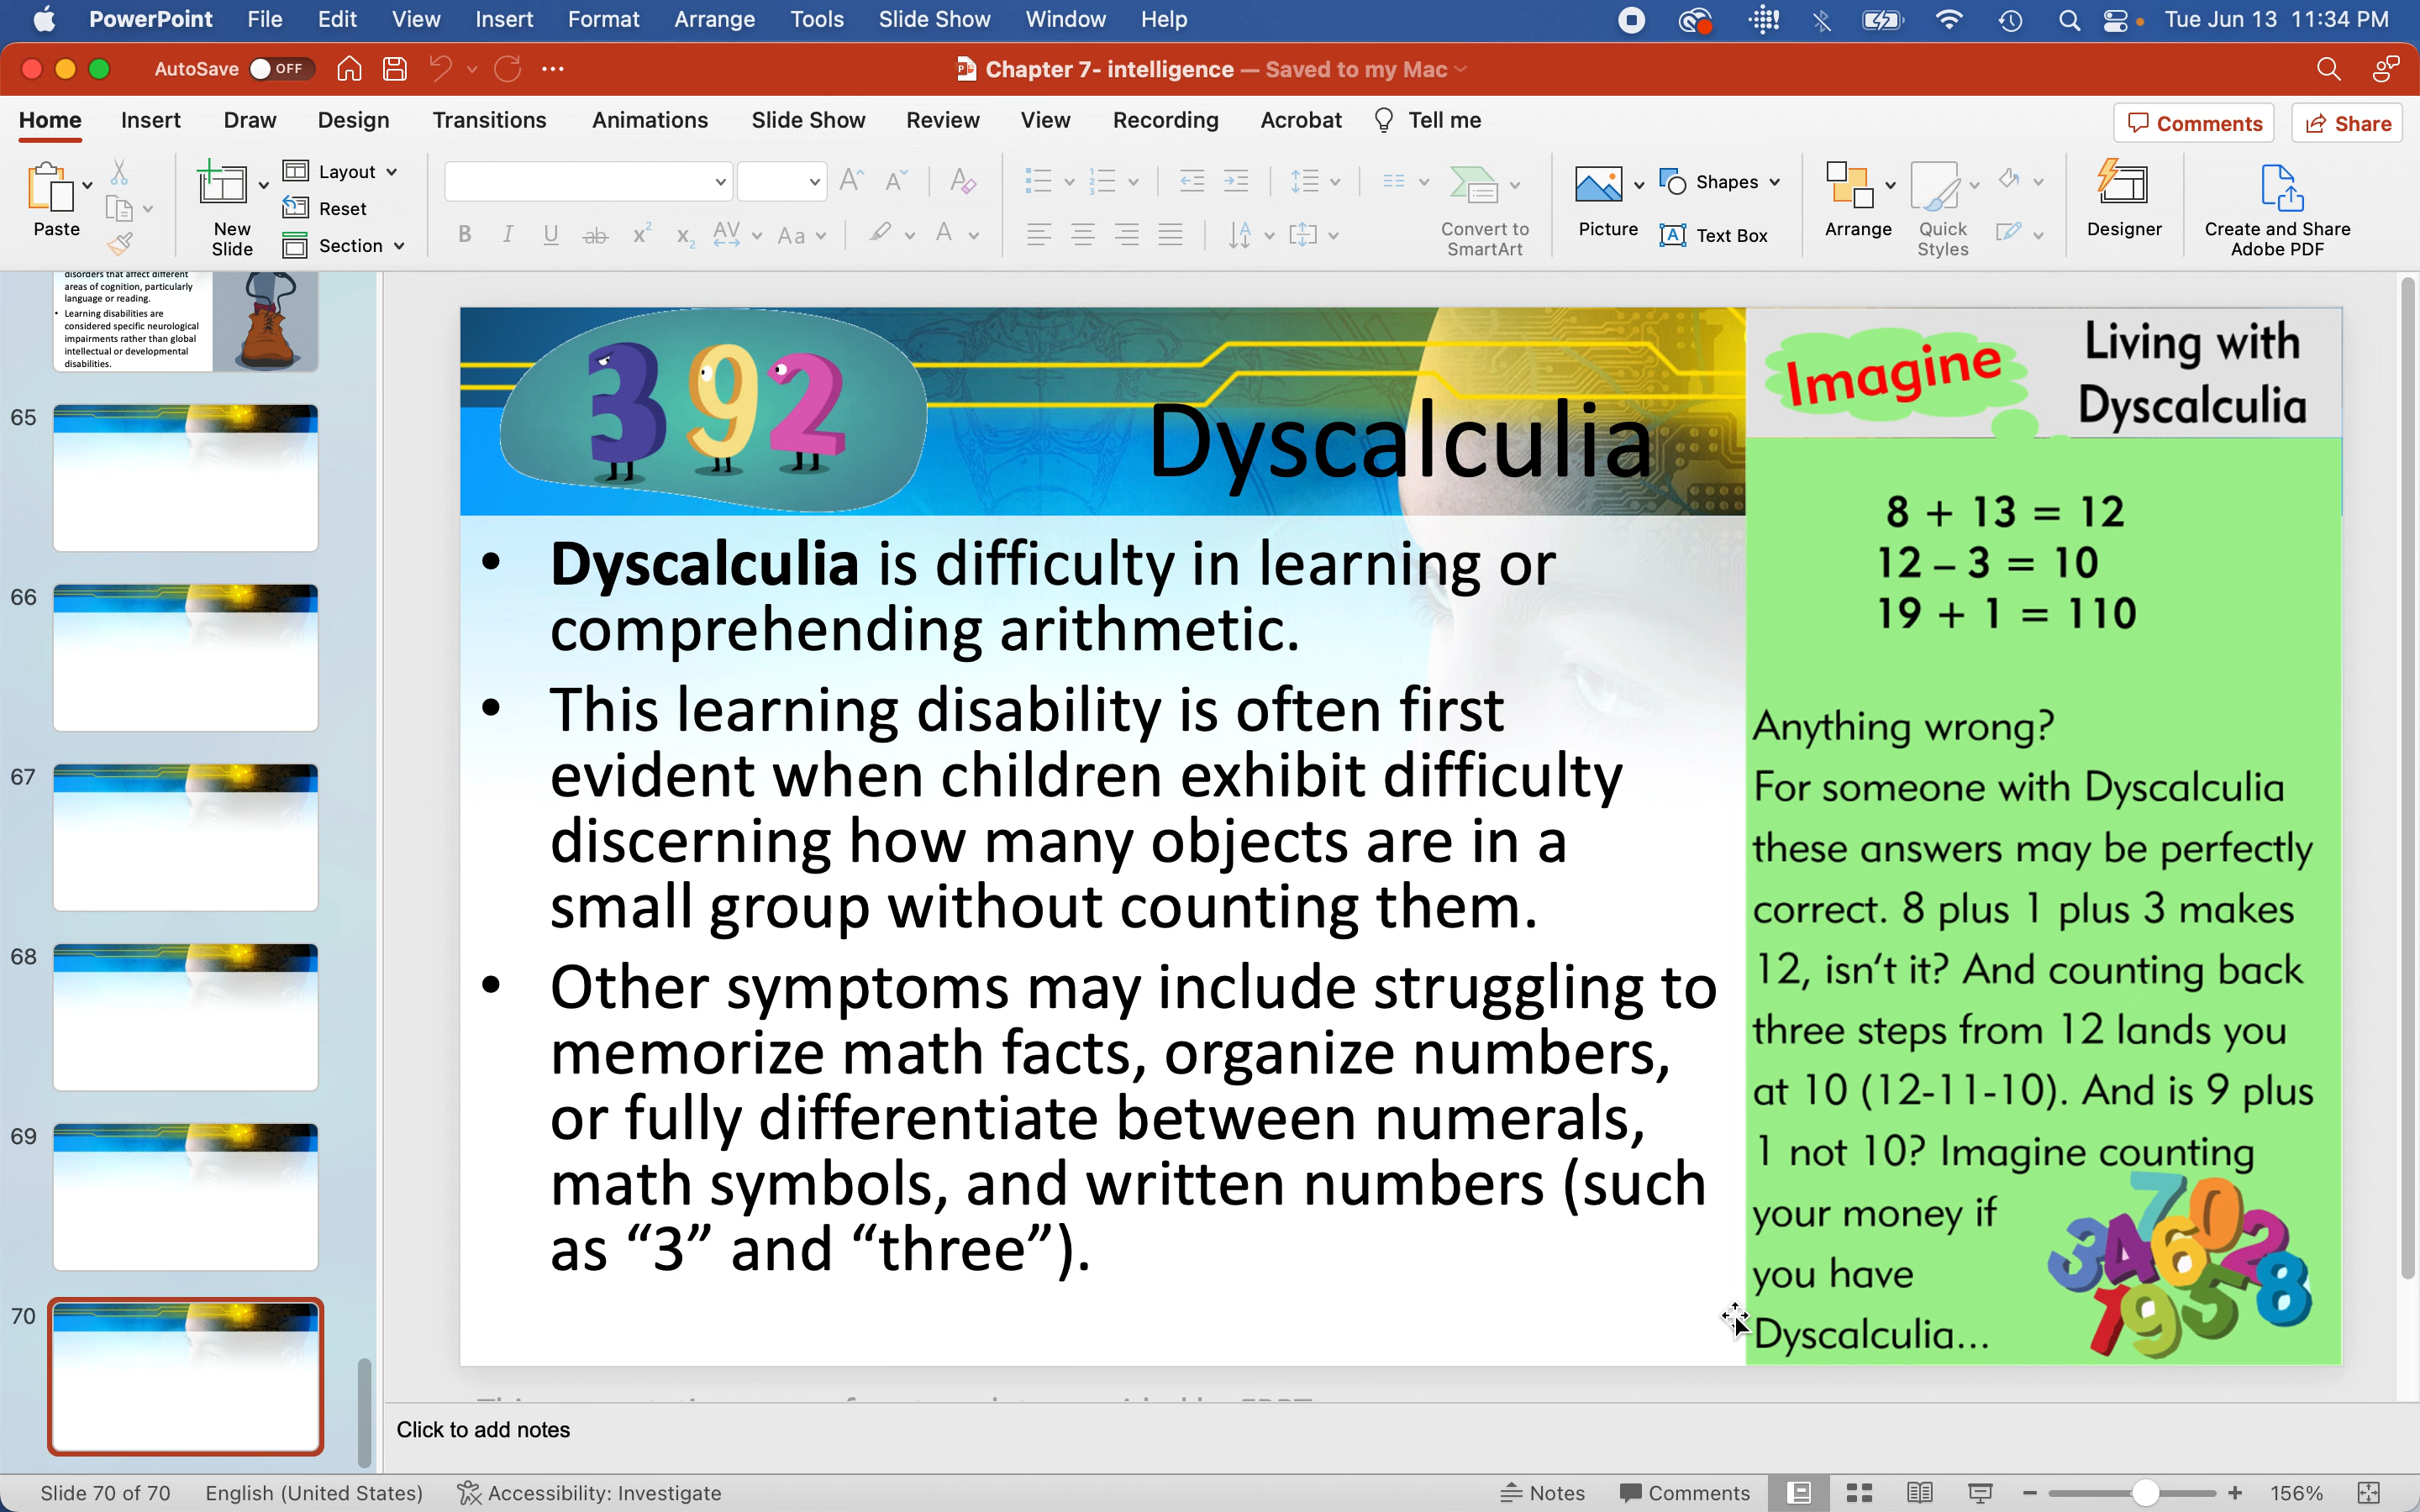 PowerPoint File Edit View Insert Format Arrange Tools Slide Show Window Help Tue Jun 13 11:34 PM
AutoSave OFF Chapter 7- intelligence — Saved to my Mac
Home Insert Draw Design Transitions Animations Slide Show Review View Recording Acrobat Tell me Comments Share
Paste
New
Slide
Layout
Reset
Section
Convert to
SmartArt
Picture
Shapes
Text Box
Arrange
Quick
Styles
Designer
Create and Share
Adobe PDF
disorders that affect different
areas of cognition, particularly
language or reading.
• Learning disabilities are
considered specific neurological
impairments rather than global
intellectual or developmental
disabilities.
65
66
67
68
69
70
392
Dyscalculia
• Dyscalculia is difficulty in learning or
comprehending arithmetic.
• This learning disability is often first
evident when children exhibit difficulty
discerning how many objects are in a
small group without counting them.
• Other symptoms may include struggling to
memorize math facts, organize numbers,
or fully differentiate between numerals,
math symbols, and written numbers (such
as “3” and “three”).
Imagine
Living with
Dyscalculia
8 + 13 = 12
12 – 3 = 10
19 + 1 = 110
Anything wrong?
For someone with Dyscalculia
these answers may be perfectly
correct. 8 plus 1 plus 3 makes
12, isn’t it? And counting back
three steps from 12 lands you
at 10 (12-11-10). And is 9 plus
1 not 10? Imagine counting
your money if
you have
Dyscalculia...
Click to add notes
Slide 70 of 70 English (United States) Accessibility: Investigate Notes Comments 156%